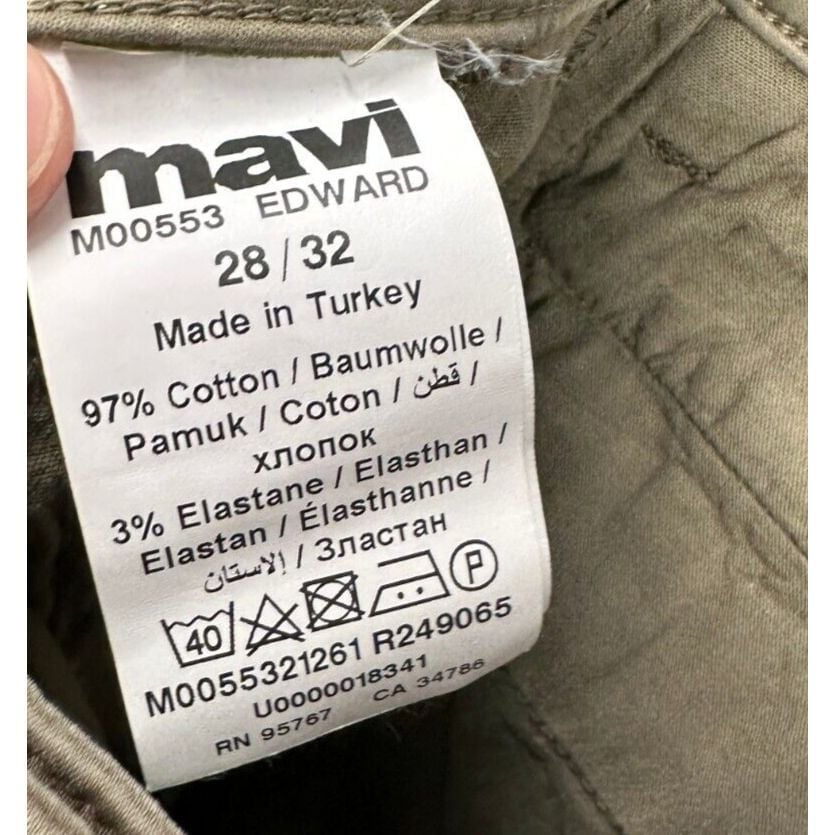 mavi
M00553 EDWARD
28/32
Made in Turkey
97% Cotton / Baumwolle /
Pamuk / Coton / قطن /
хлопок
3% Elastane / Elasthan /
Elastan / Élasthanne /
الاستان / Зластан
40 P
M0055321261 R249065
U0000018341
RN 95767 CA 34786